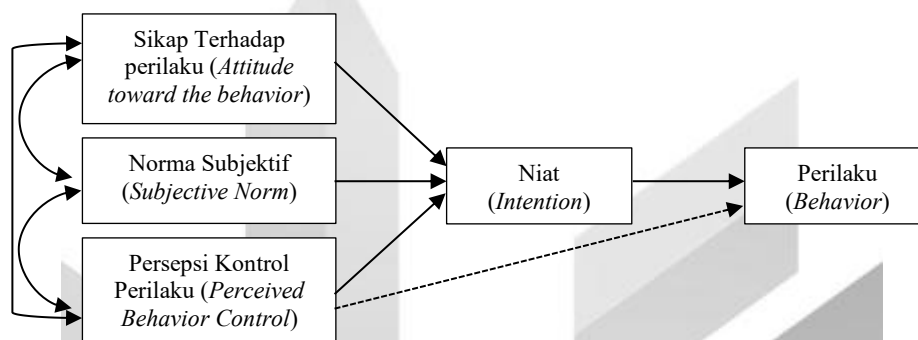 Sikap Terhadap
perilaku (Attitude
toward the behavior)
Norma Subjektif
(Subjective Norm)
Persepsi Kontrol
Perilaku (Perceived
Behavior Control)
Niat
(Intention)
Perilaku
(Behavior)